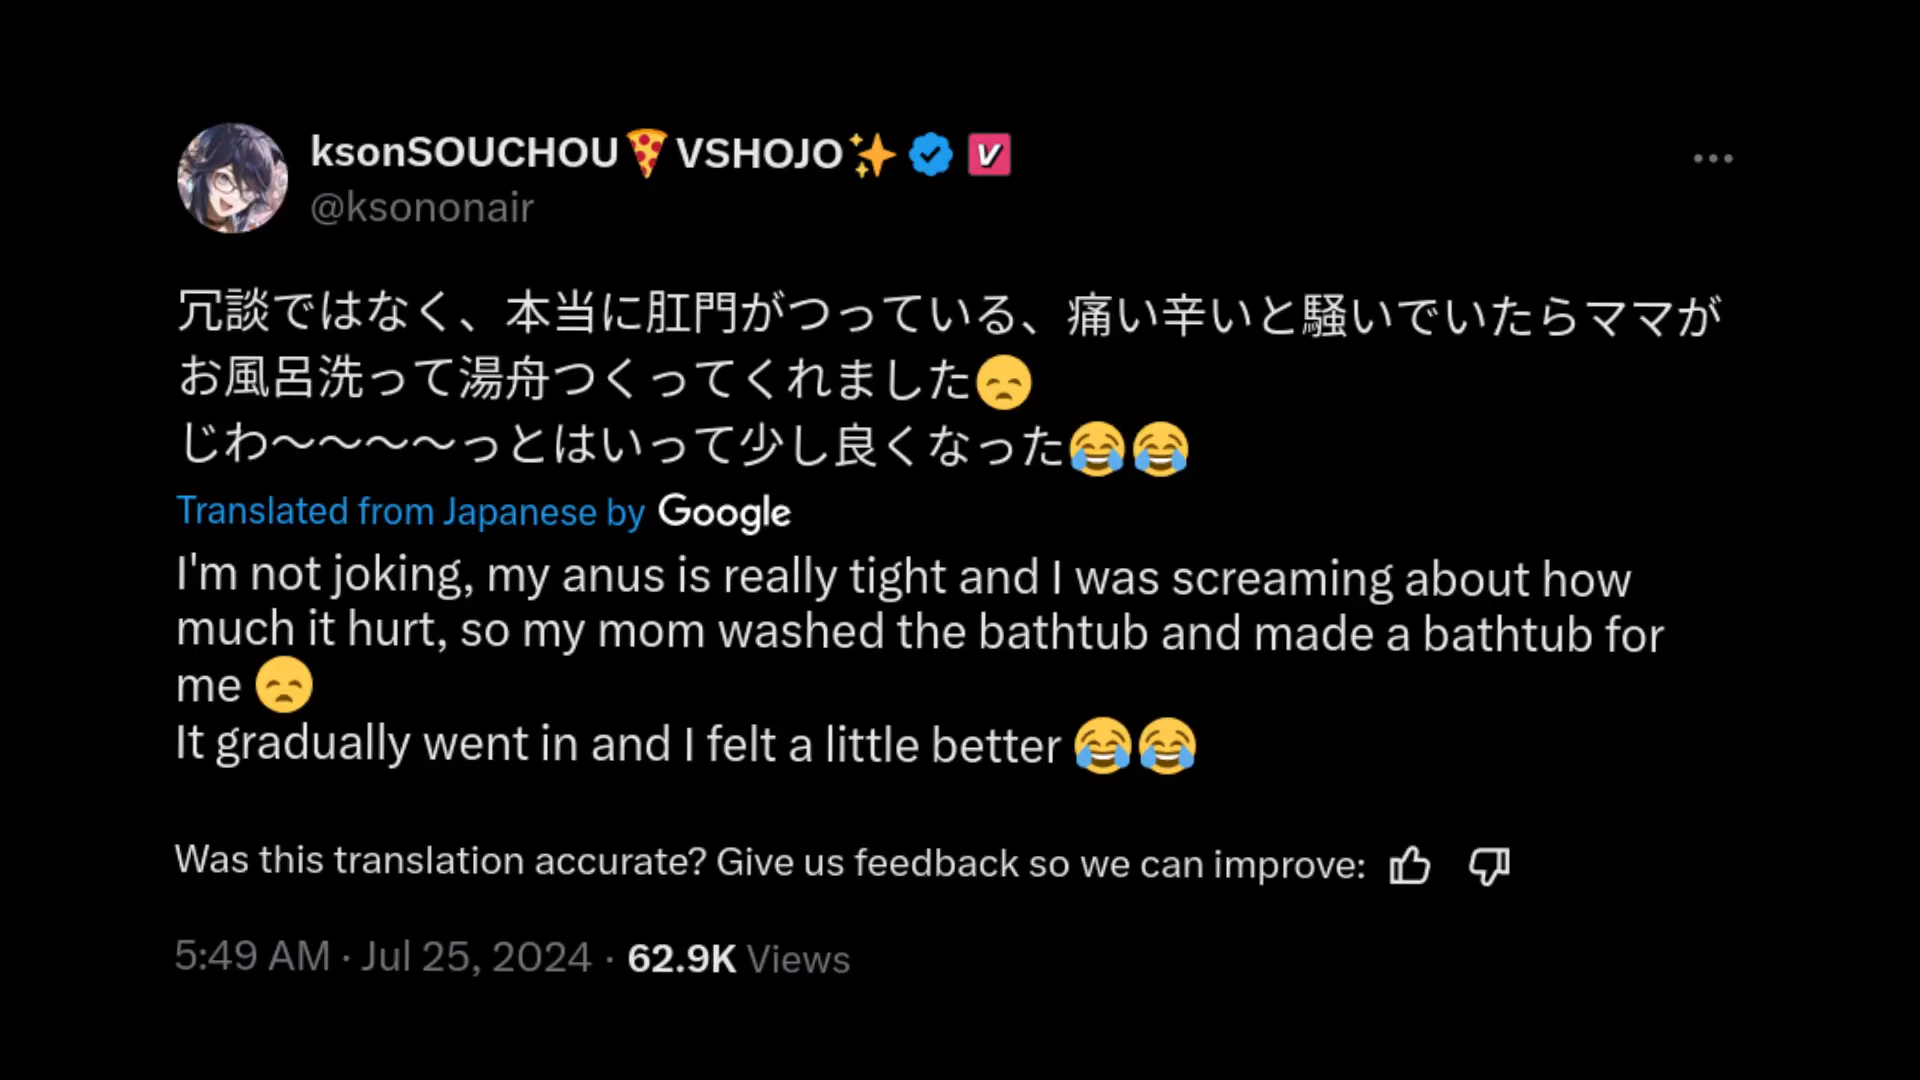 ksonSOUCHOU🍕VSHOJO✨ V
@ksononair
冗談ではなく、本当に肛門がつっている、痛い辛いと騒いでいたらママが
お風呂洗って湯舟つくってくれました😞
じわ〜〜〜〜っとはいって少し良くなった😂😂
Translated from Japanese by Google
I'm not joking, my anus is really tight and I was screaming about how
much it hurt, so my mom washed the bathtub and made a bathtub for
me 😞
It gradually went in and I felt a little better 😂😂
Was this translation accurate? Give us feedback so we can improve:
5:49 AM · Jul 25, 2024 · 62.9K Views